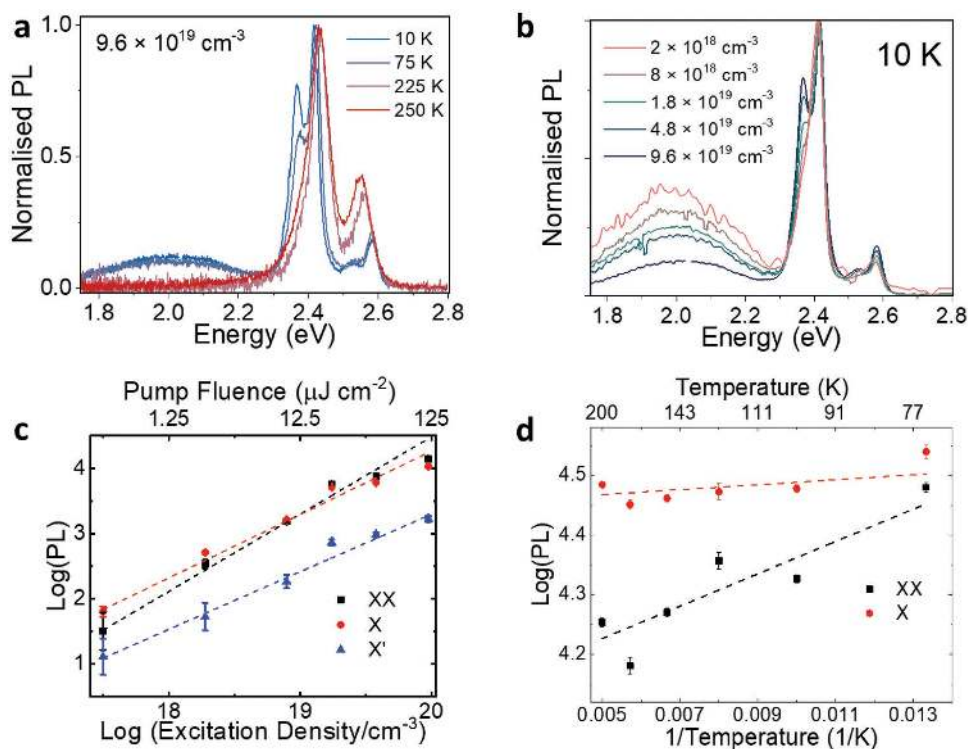 a
9.6 × 10¹⁹ cm⁻³
10 K
75 K
225 K
250 K
Normalised PL
1.0
0.5
0.0
1.8 2.0 2.2 2.4 2.6 2.8
Energy (eV)
b
10 K
2 × 10¹⁸ cm⁻³
8 × 10¹⁸ cm⁻³
1.8 × 10¹⁹ cm⁻³
4.8 × 10¹⁹ cm⁻³
9.6 × 10¹⁹ cm⁻³
Normalised PL
1.8 2.0 2.2 2.4 2.6 2.8
Energy (eV)
c
Pump Fluence (μJ cm⁻²)
1.25 12.5 125
Log(PL)
4
3
2
1
XX
X
X'
18 19 20
Log (Excitation Density/cm⁻³)
d
Temperature (K)
200 143 111 91 77
Log(PL)
4.5
4.4
4.3
4.2
XX
X
0.005 0.007 0.009 0.011 0.013
1/Temperature (1/K)